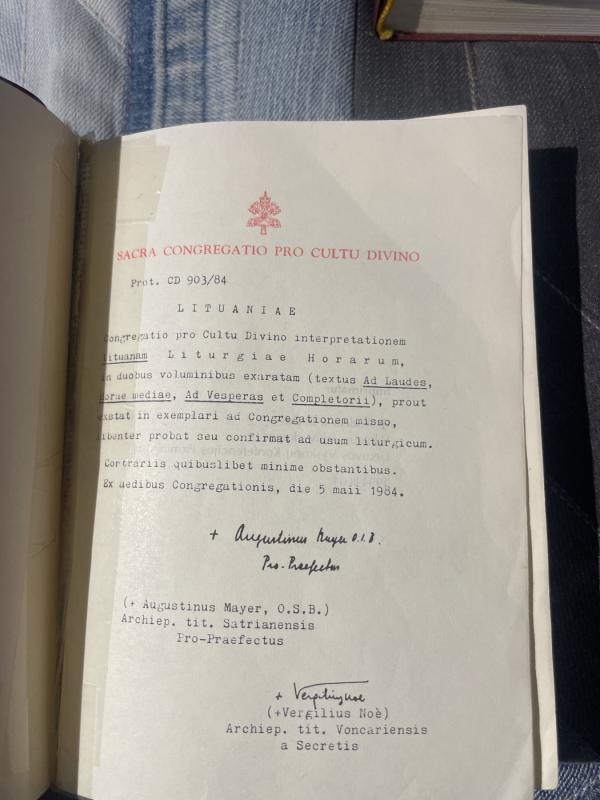 SACRA CONGREGATIO PRO CULTU DIVINO
Prot. CD 903/84
LITUANIAE
Congregatio pro Cultu Divino interpretationem
Lituanam Liturgiae Horarum,
in duobus voluminibus exaratam (textus Ad Laudes,
Horae mediae, Ad Vesperas et Completorii), prout
exstat in exemplari ad Congregationem misso,
libenter probat seu confirmat ad usum liturgicum.
Contrariis quibuslibet minime obstantibus.
Ex aedibus Congregationis, die 5 maii 1984.
+ Augustinus Mayer O.S.B.
Pro-Praefectus
(+ Augustinus Mayer, O.S.B.)
Archiep. tit. Satrianensis
Pro-Praefectus
+ Vergilius Noè
(+Vergilius Noè)
Archiep. tit. Voncariensis
a Secretis